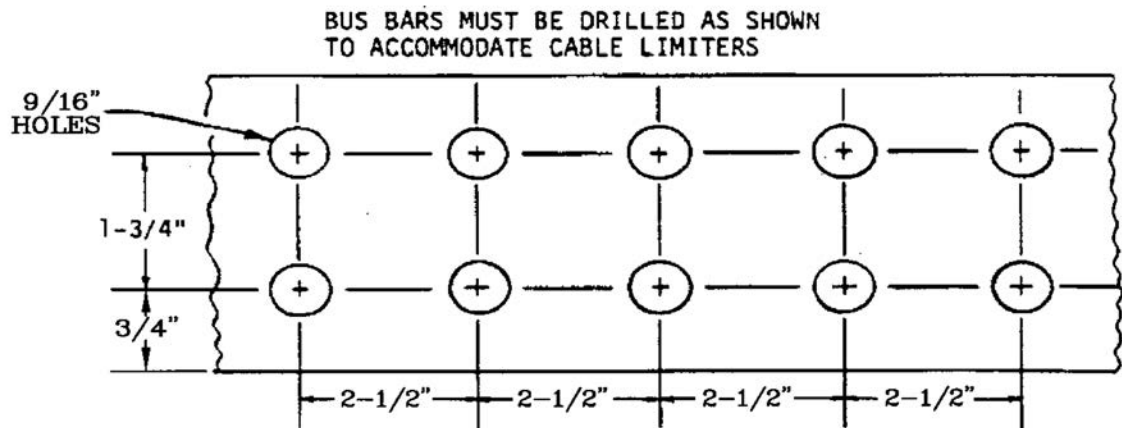 BUS BARS MUST BE DRILLED AS SHOWN
TO ACCOMMODATE CABLE LIMITERS
9/16"
HOLES
1-3/4"
3/4"
2-1/2" 2-1/2" 2-1/2" 2-1/2"